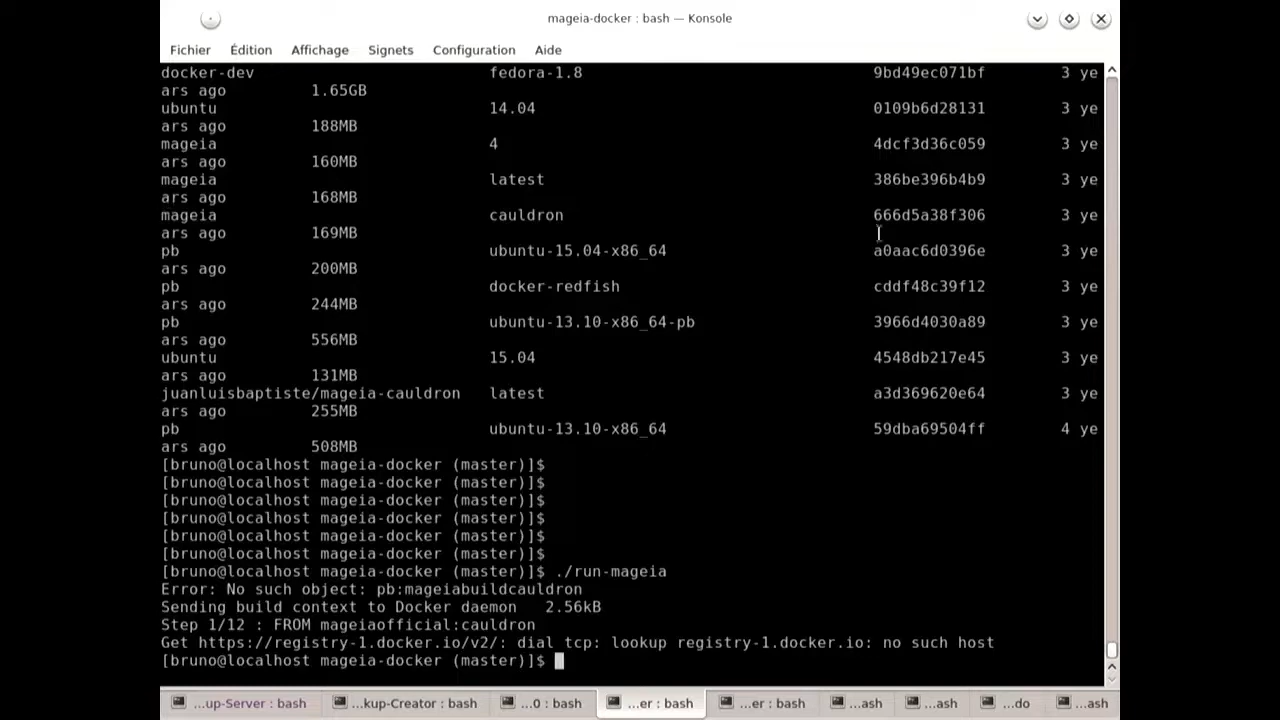 mageia-docker : bash — Konsole
Fichier Édition Affichage Signets Configuration Aide
docker-dev fedora-1.8 9bd49ec071bf 3 ye
ars ago 1.65GB
ubuntu 14.04 0109b6d28131 3 ye
ars ago 188MB
mageia 4 4dcf3d36c059 3 ye
ars ago 160MB
mageia latest 386be396b4b9 3 ye
ars ago 168MB
mageia cauldron 666d5a38f306 3 ye
ars ago 169MB
pb ubuntu-15.04-x86_64 a0aac6d0396e 3 ye
ars ago 200MB
pb docker-redfish cddf48c39f12 3 ye
ars ago 244MB
pb ubuntu-13.10-x86_64-pb 3966d4030a89 3 ye
ars ago 556MB
ubuntu 15.04 4548db217e45 3 ye
ars ago 131MB
juanluisbaptiste/mageia-cauldron latest a3d369620e64 3 ye
ars ago 255MB
pb ubuntu-13.10-x86_64 59dba69504ff 4 ye
ars ago 508MB
[bruno@localhost mageia-docker (master)]$
[bruno@localhost mageia-docker (master)]$
[bruno@localhost mageia-docker (master)]$
[bruno@localhost mageia-docker (master)]$
[bruno@localhost mageia-docker (master)]$
[bruno@localhost mageia-docker (master)]$
[bruno@localhost mageia-docker (master)]$ ./run-mageia
Error: No such object: pb:mageiabuildcauldron
Sending build context to Docker daemon 2.56kB
Step 1/12 : FROM mageiaofficial:cauldron
Get https://registry-1.docker.io/v2/: dial tcp: lookup registry-1.docker.io: no such host
[bruno@localhost mageia-docker (master)]$
...up-Server : bash ...kup-Creator : bash ...0 : bash ...er : bash ...er : bash ...ash ...ash ...do ...ash